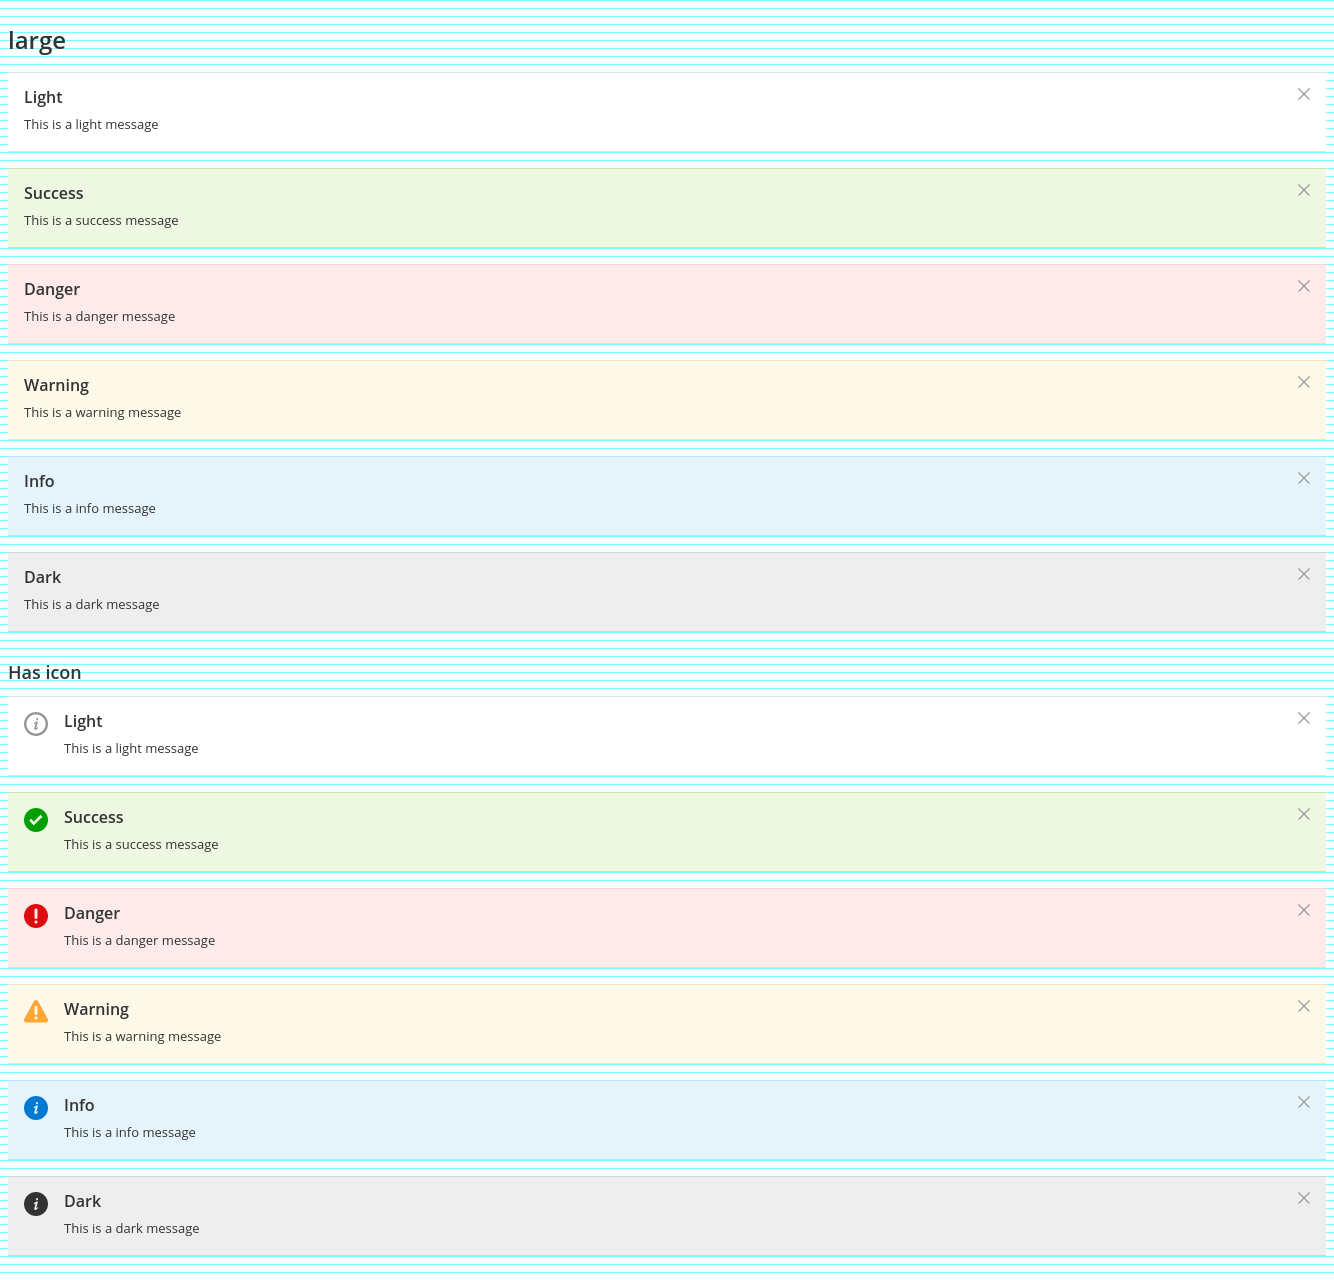 large
Light
This is a light message
Success
This is a success message
Danger
This is a danger message
Warning
This is a warning message
Info
This is a info message
Dark
This is a dark message
Has icon
Light
This is a light message
Success
This is a success message
Danger
This is a danger message
Warning
This is a warning message
Info
This is a info message
Dark
This is a dark message